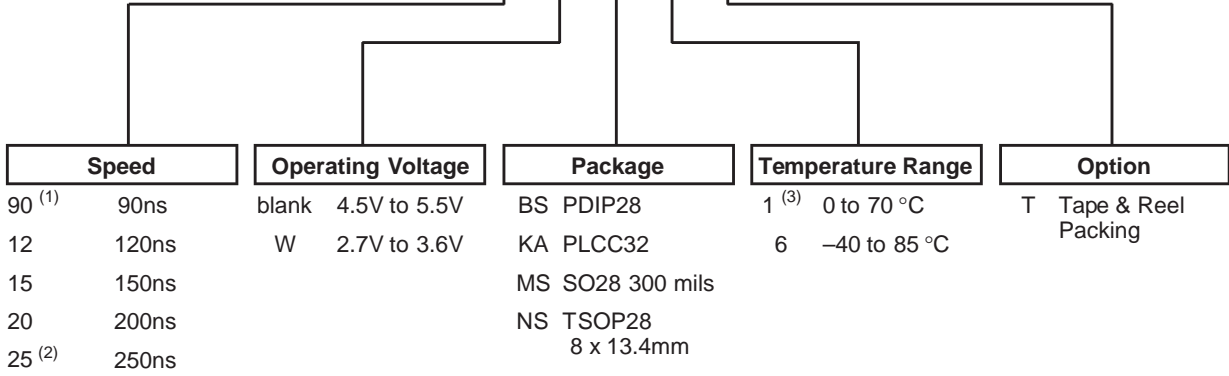 Speed
90 (1) 90ns
12 120ns
15 150ns
20 200ns
25 (2) 250ns
Operating Voltage
blank 4.5V to 5.5V
W 2.7V to 3.6V
Package
BS PDIP28
KA PLCC32
MS SO28 300 mils
NS TSOP28
8 x 13.4mm
Temperature Range
1 (3) 0 to 70 °C
6 –40 to 85 °C
Option
T Tape & Reel
Packing